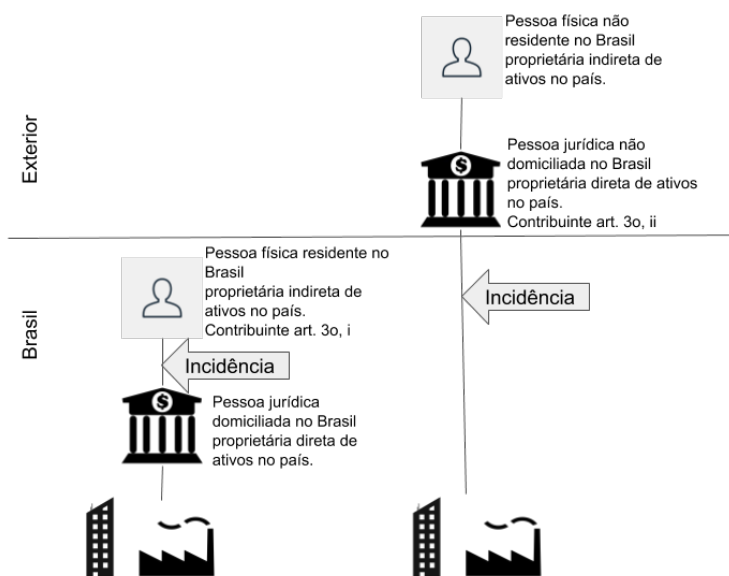 Pessoa física não
residente no Brasil
proprietária indireta de
ativos no país.
Exterior
$
Pessoa jurídica não
domiciliada no Brasil
proprietária direta de ativos
no país.
Contribuinte art. 3o, ii
Pessoa física residente no
Brasil
proprietária indireta de
ativos no país.
Contribuinte art. 3o, i
Incidência
Brasil
Incidência
$
Pessoa jurídica
domiciliada no Brasil
proprietária direta de
ativos no país.